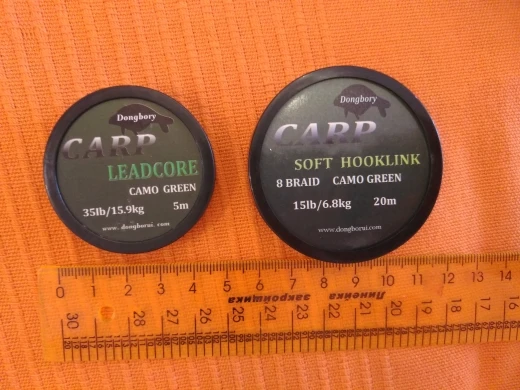 Dongbory
CARP
LEADCORE
CAMO GREEN
35lb/15.9kg 5m
www.dongborui.com
Dongbory
CARP
SOFT HOOKLINK
8 BRAID CAMO GREEN
15lb/6.8kg 20m
www.dongborui.com
0 1 2 3 4 5 6 7 8 9 10 11 12 13 14
Закройщика Линейка
30 28 27 26 25 24 23 22 21 20 19 18 17 16